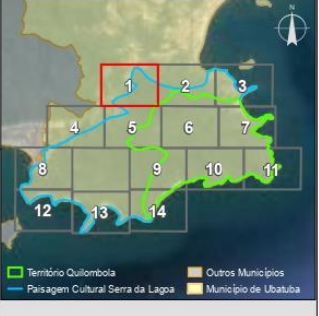 N
1
2
3
4
5
6
7
8
9
10
11
12
13
14
Território Quilombola
Outros Municípios
Paisagem Cultural Serra da Lagoa
Município de Ubatuba